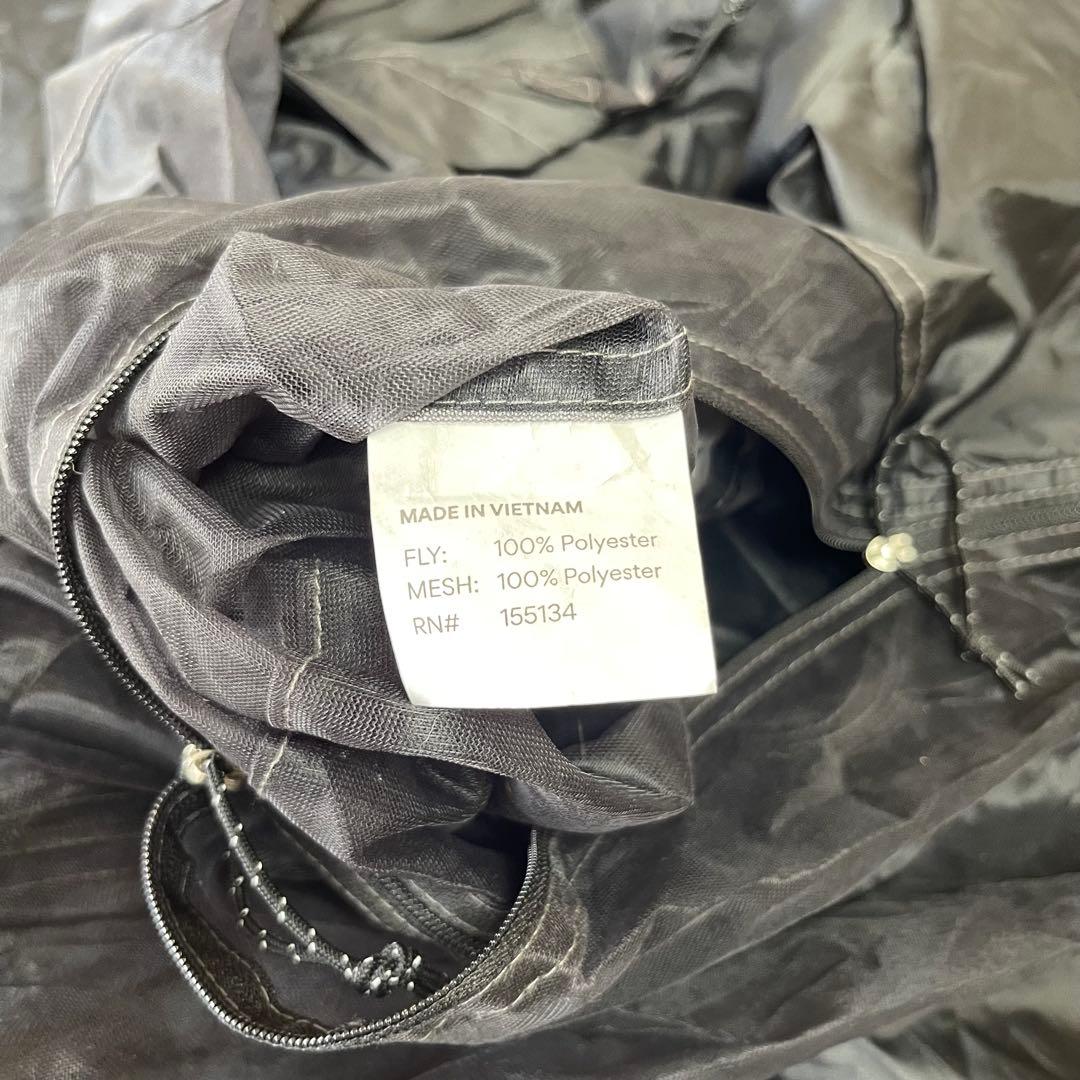 MADE IN VIETNAM
FLY: 100% Polyester
MESH: 100% Polyester
RN# 155134